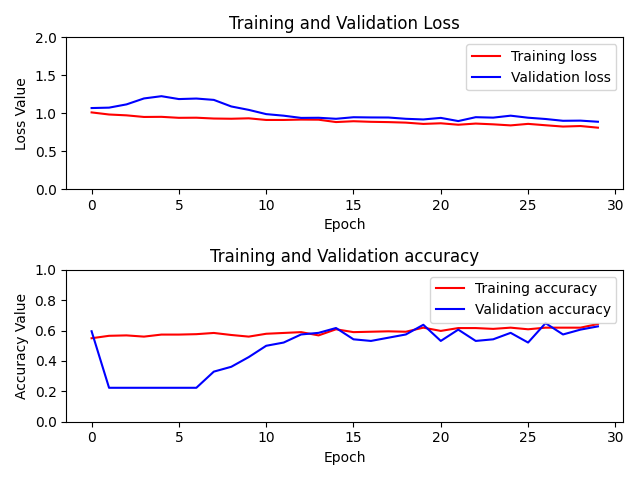 Training and Validation Loss
2.0
1.5
1.0
0.5
0.0
Loss Value
Training loss
Validation loss
0 5 10 15 20 25 30
Epoch
Training and Validation accuracy
1.0
0.8
0.6
0.4
0.2
0.0
Accuracy Value
Training accuracy
Validation accuracy
0 5 10 15 20 25 30
Epoch